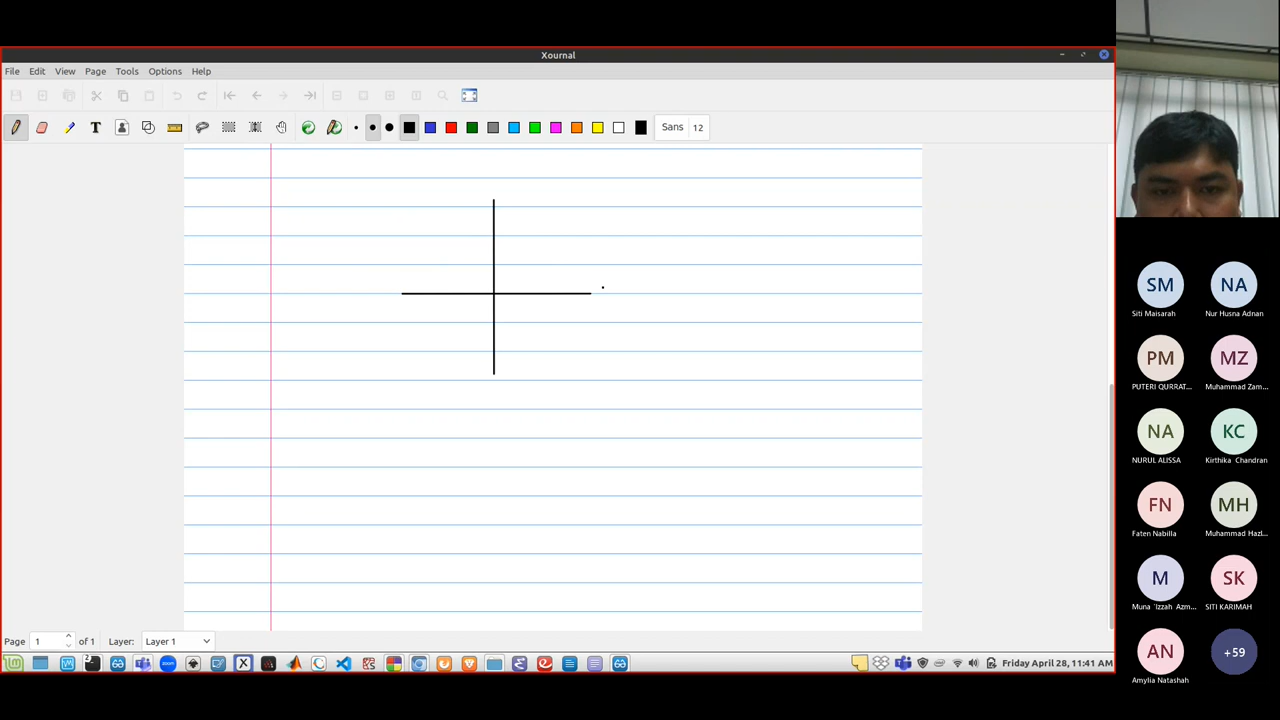 Xournal
File Edit View Page Tools Options Help
T Sans 12
SM NA
Siti Maisarah Nur Husna Adnan
PM MZ
PUTERI QURRAT... Muhammad Zam...
NA KC
NURUL ALISSA Kirthika Chandran
FN MH
Faten Nabilla Muhammad Hazl...
M SK
Muna `Izzah Azm... SITI KARIMAH
AN +59
Amylia Natashah
Page 1 of 1 Layer: Layer 1
Friday April 28, 11:41 AM